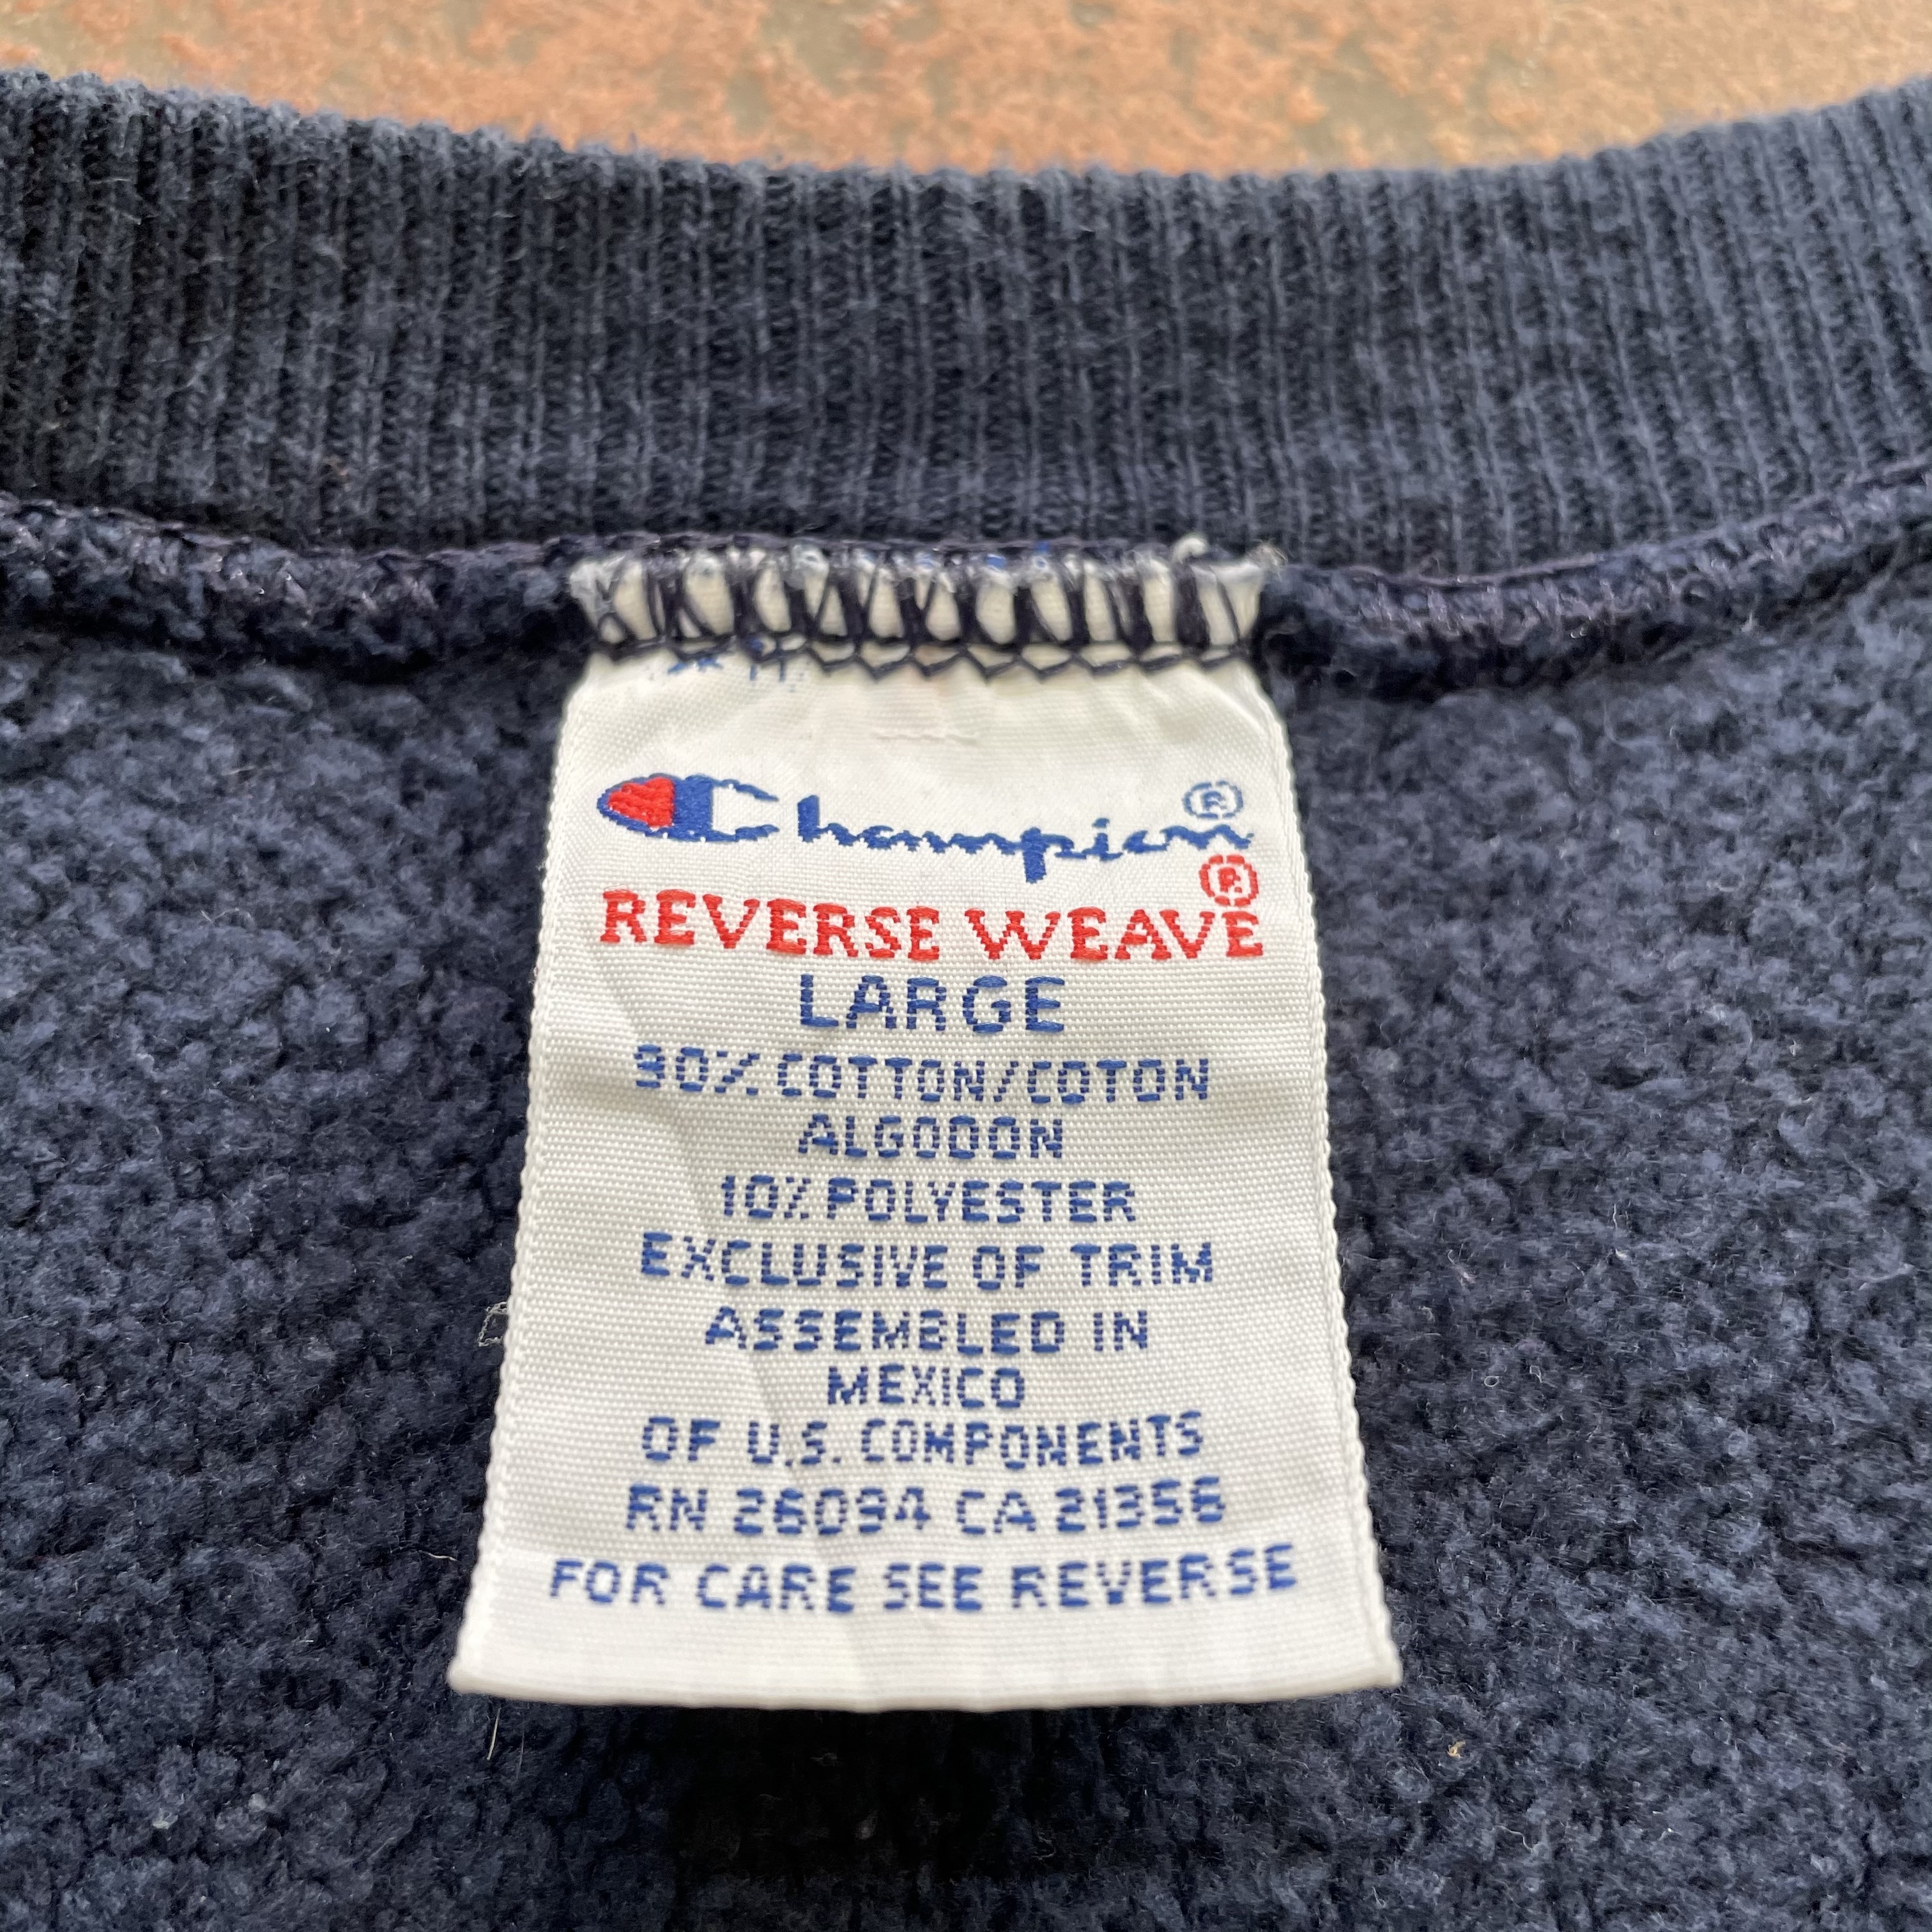 Champion®
REVERSE WEAVE®
LARGE
90% COTTON/COTON
ALGODON
10% POLYESTER
EXCLUSIVE OF TRIM
ASSEMBLED IN
MEXICO
OF U.S. COMPONENTS
RN 26094 CA 21356
FOR CARE SEE REVERSE